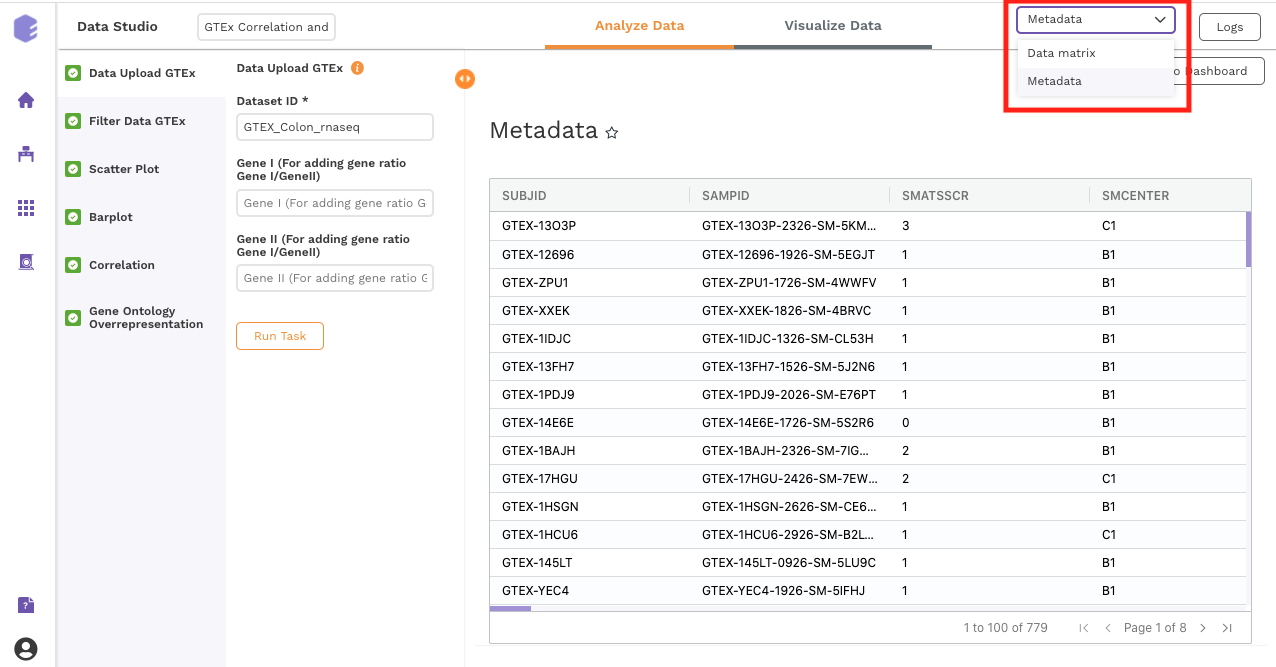 Data Studio
GTEx Correlation and
Analyze Data
Visualize Data
Metadata
Logs
Data matrix
Metadata
o Dashboard
Data Upload GTEx
Filter Data GTEx
Scatter Plot
Barplot
Correlation
Gene Ontology
Overrepresentation
Data Upload GTEx
Dataset ID *
GTEX_Colon_rnaseq
Gene I (For adding gene ratio
Gene I/GeneII)
Gene I (For adding gene ratio G
Gene II (For adding gene ratio
Gene I/GeneII)
Gene II (For adding gene ratio G
Run Task
Metadata
SUBJID SAMPID SMATSSCR SMCENTER
GTEX-13O3P GTEX-13O3P-2326-SM-5KM... 3 C1
GTEX-12696 GTEX-12696-1926-SM-5EGJT 1 B1
GTEX-ZPU1 GTEX-ZPU1-1726-SM-4WWFV 1 B1
GTEX-XXEK GTEX-XXEK-1826-SM-4BRVC 1 B1
GTEX-1IDJC GTEX-1IDJC-1326-SM-CL53H 1 B1
GTEX-13FH7 GTEX-13FH7-1526-SM-5J2N6 1 B1
GTEX-1PDJ9 GTEX-1PDJ9-2026-SM-E76PT 1 B1
GTEX-14E6E GTEX-14E6E-1726-SM-5S2R6 0 B1
GTEX-1BAJH GTEX-1BAJH-2326-SM-7IG... 2 B1
GTEX-17HGU GTEX-17HGU-2426-SM-7EW... 2 C1
GTEX-1HSGN GTEX-1HSGN-2626-SM-CE6... 1 B1
GTEX-1HCU6 GTEX-1HCU6-2926-SM-B2L... 1 C1
GTEX-145LT GTEX-145LT-0926-SM-5LU9C 1 B1
GTEX-YEC4 GTEX-YEC4-1926-SM-5IFHJ 1 B1
1 to 100 of 779 Page 1 of 8